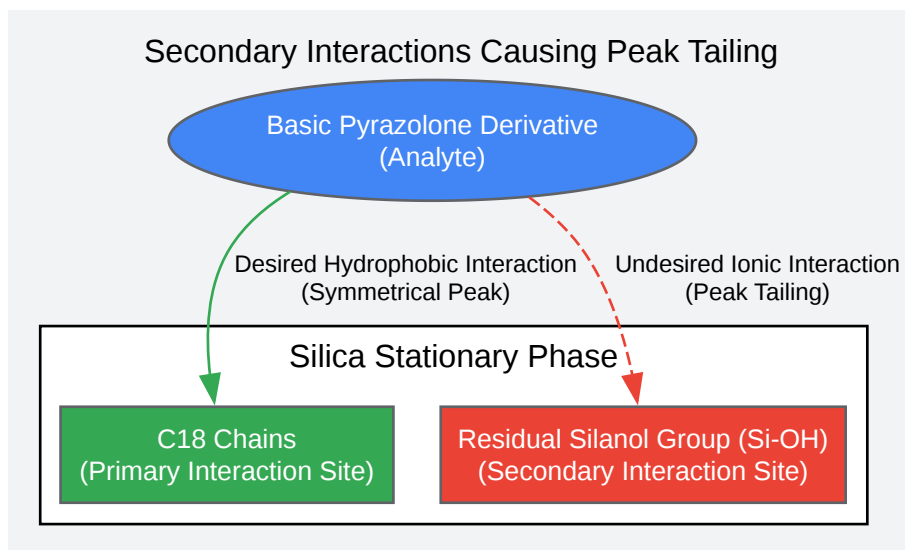 Secondary Interactions Causing Peak Tailing
Basic Pyrazolone Derivative
(Analyte)
Desired Hydrophobic Interaction
(Symmetrical Peak)
Undesired Ionic Interaction
(Peak Tailing)
Silica Stationary Phase
C18 Chains
(Primary Interaction Site)
Residual Silanol Group (Si-OH)
(Secondary Interaction Site)